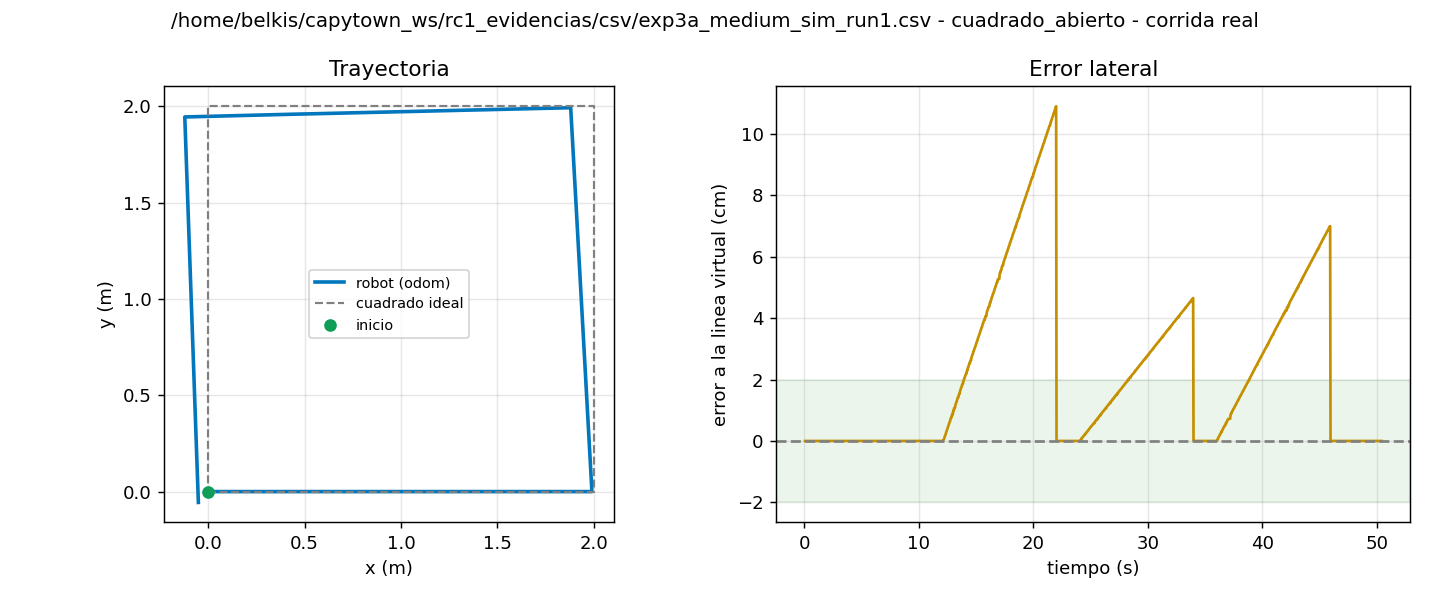 /home/belkis/capytown_ws/rc1_evidencias/csv/exp3a_medium_sim_run1.csv - cuadrado_abierto - corrida real
Trayectoria
2.0
1.5
1.0
0.5
0.0
y (m)
robot (odom)
cuadrado ideal
inicio
0.0 0.5 1.0 1.5 2.0
x (m)
Error lateral
10
8
6
4
2
0
−2
error a la linea virtual (cm)
0 10 20 30 40 50
tiempo (s)